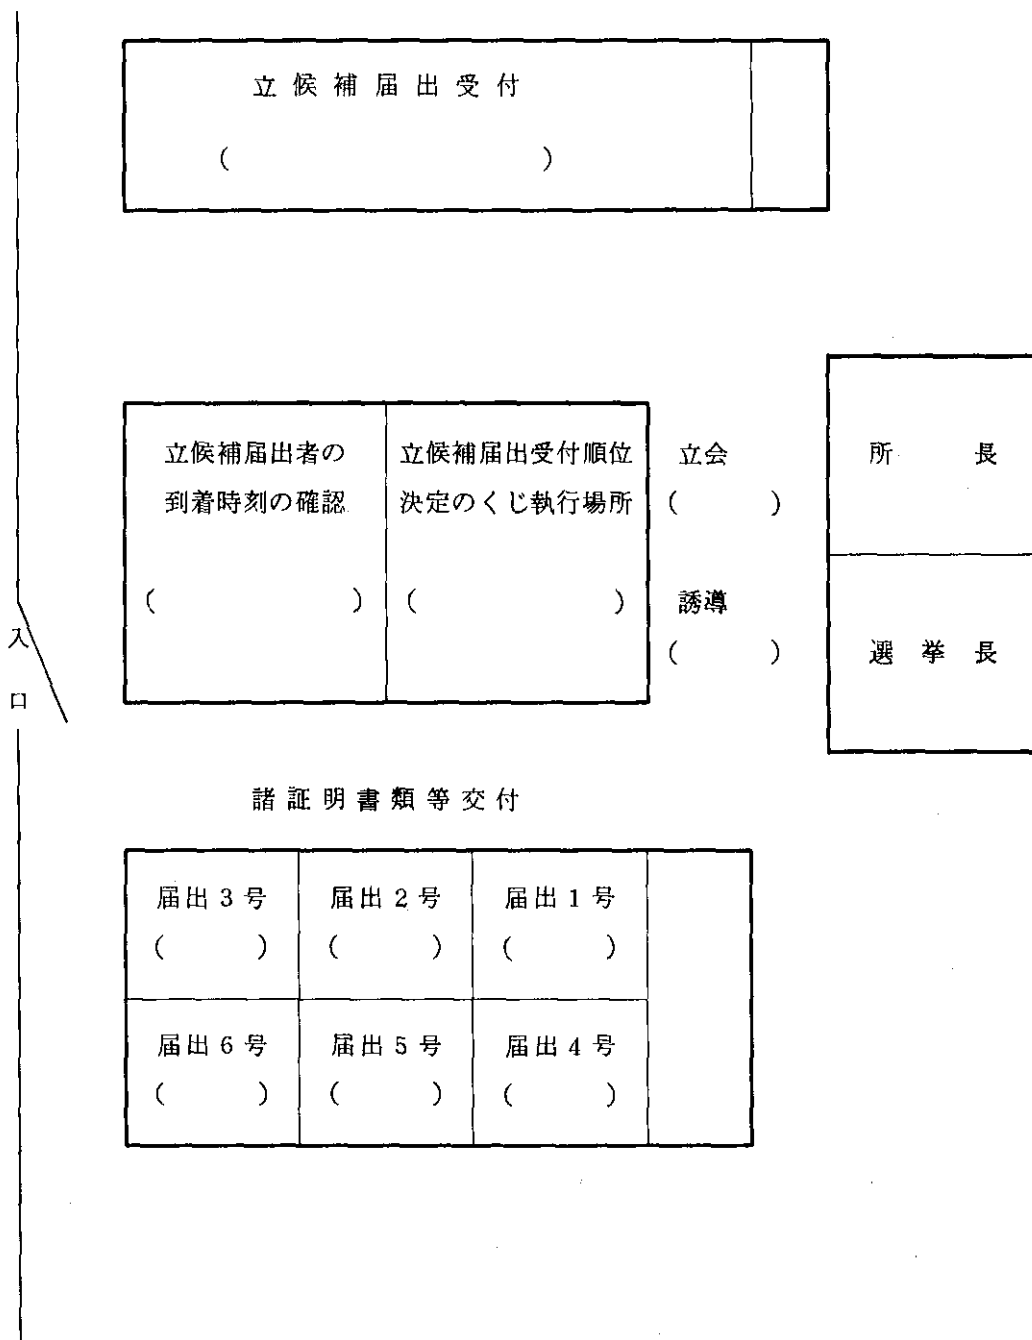 立候補届出受付
(　　　　　　　　)
立候補届出者の
到着時刻の確認
(　　　　　)
立候補届出受付順位
決定のくじ執行場所
(　　　　　)
立会
(　　)
誘導
(　　)
所　長
選挙長
入
口
諸証明書類等交付
届出3号
(　　)
届出2号
(　　)
届出1号
(　　)
届出6号
(　　)
届出5号
(　　)
届出4号
(　　)